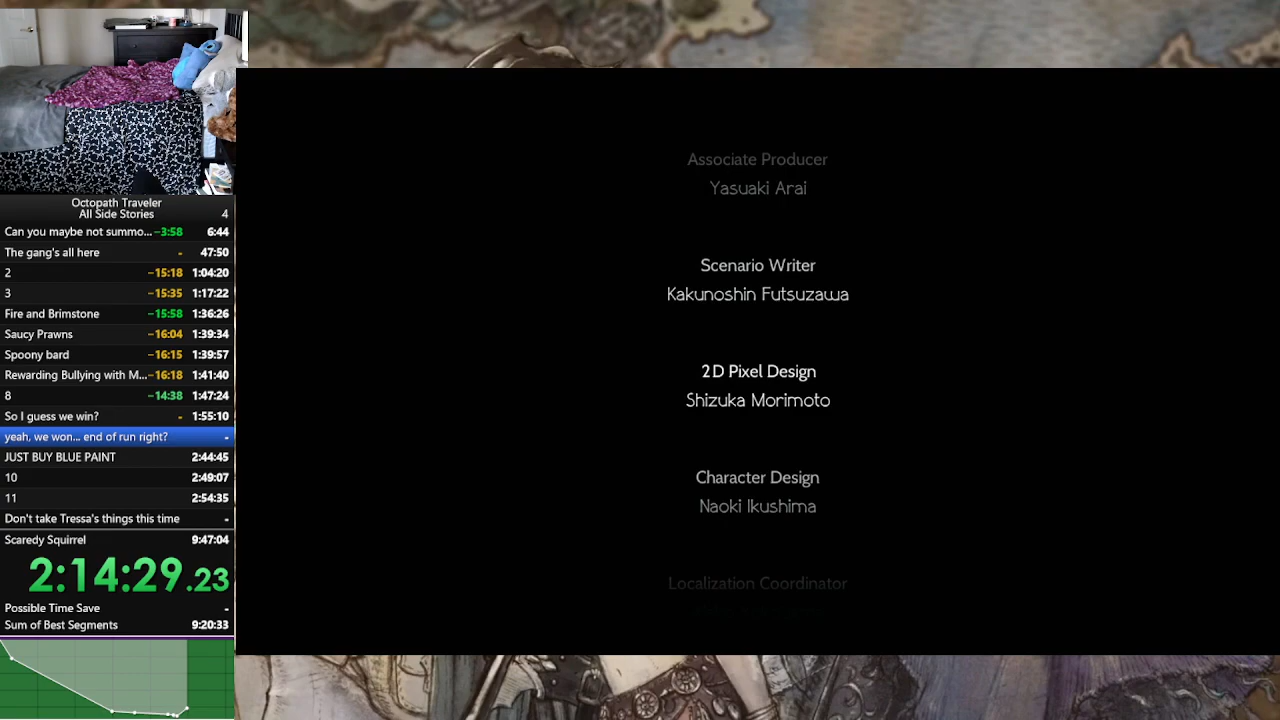 Octopath Traveler
All Side Stories 4
Can you maybe not summo... −3:58 6:44
The gang's all here - 47:50
2 −15:18 1:04:20
3 −15:35 1:17:22
Fire and Brimstone −15:58 1:36:26
Saucy Prawns −16:04 1:39:34
Spoony bard −16:15 1:39:57
Rewarding Bullying with M... −16:18 1:41:40
8 −14:38 1:47:24
So I guess we win? - 1:55:10
yeah, we won... end of run right? -
JUST BUY BLUE PAINT 2:44:45
10 2:49:07
11 2:54:35
Don't take Tressa's things this time -
Scaredy Squirrel 9:47:04
2:14:29.23
Possible Time Save -
Sum of Best Segments 9:20:33
Associate Producer
Yasuaki Arai
Scenario Writer
Kakunoshin Futsuzawa
2D Pixel Design
Shizuka Morimoto
Character Design
Naoki Ikushima
Localization Coordinator